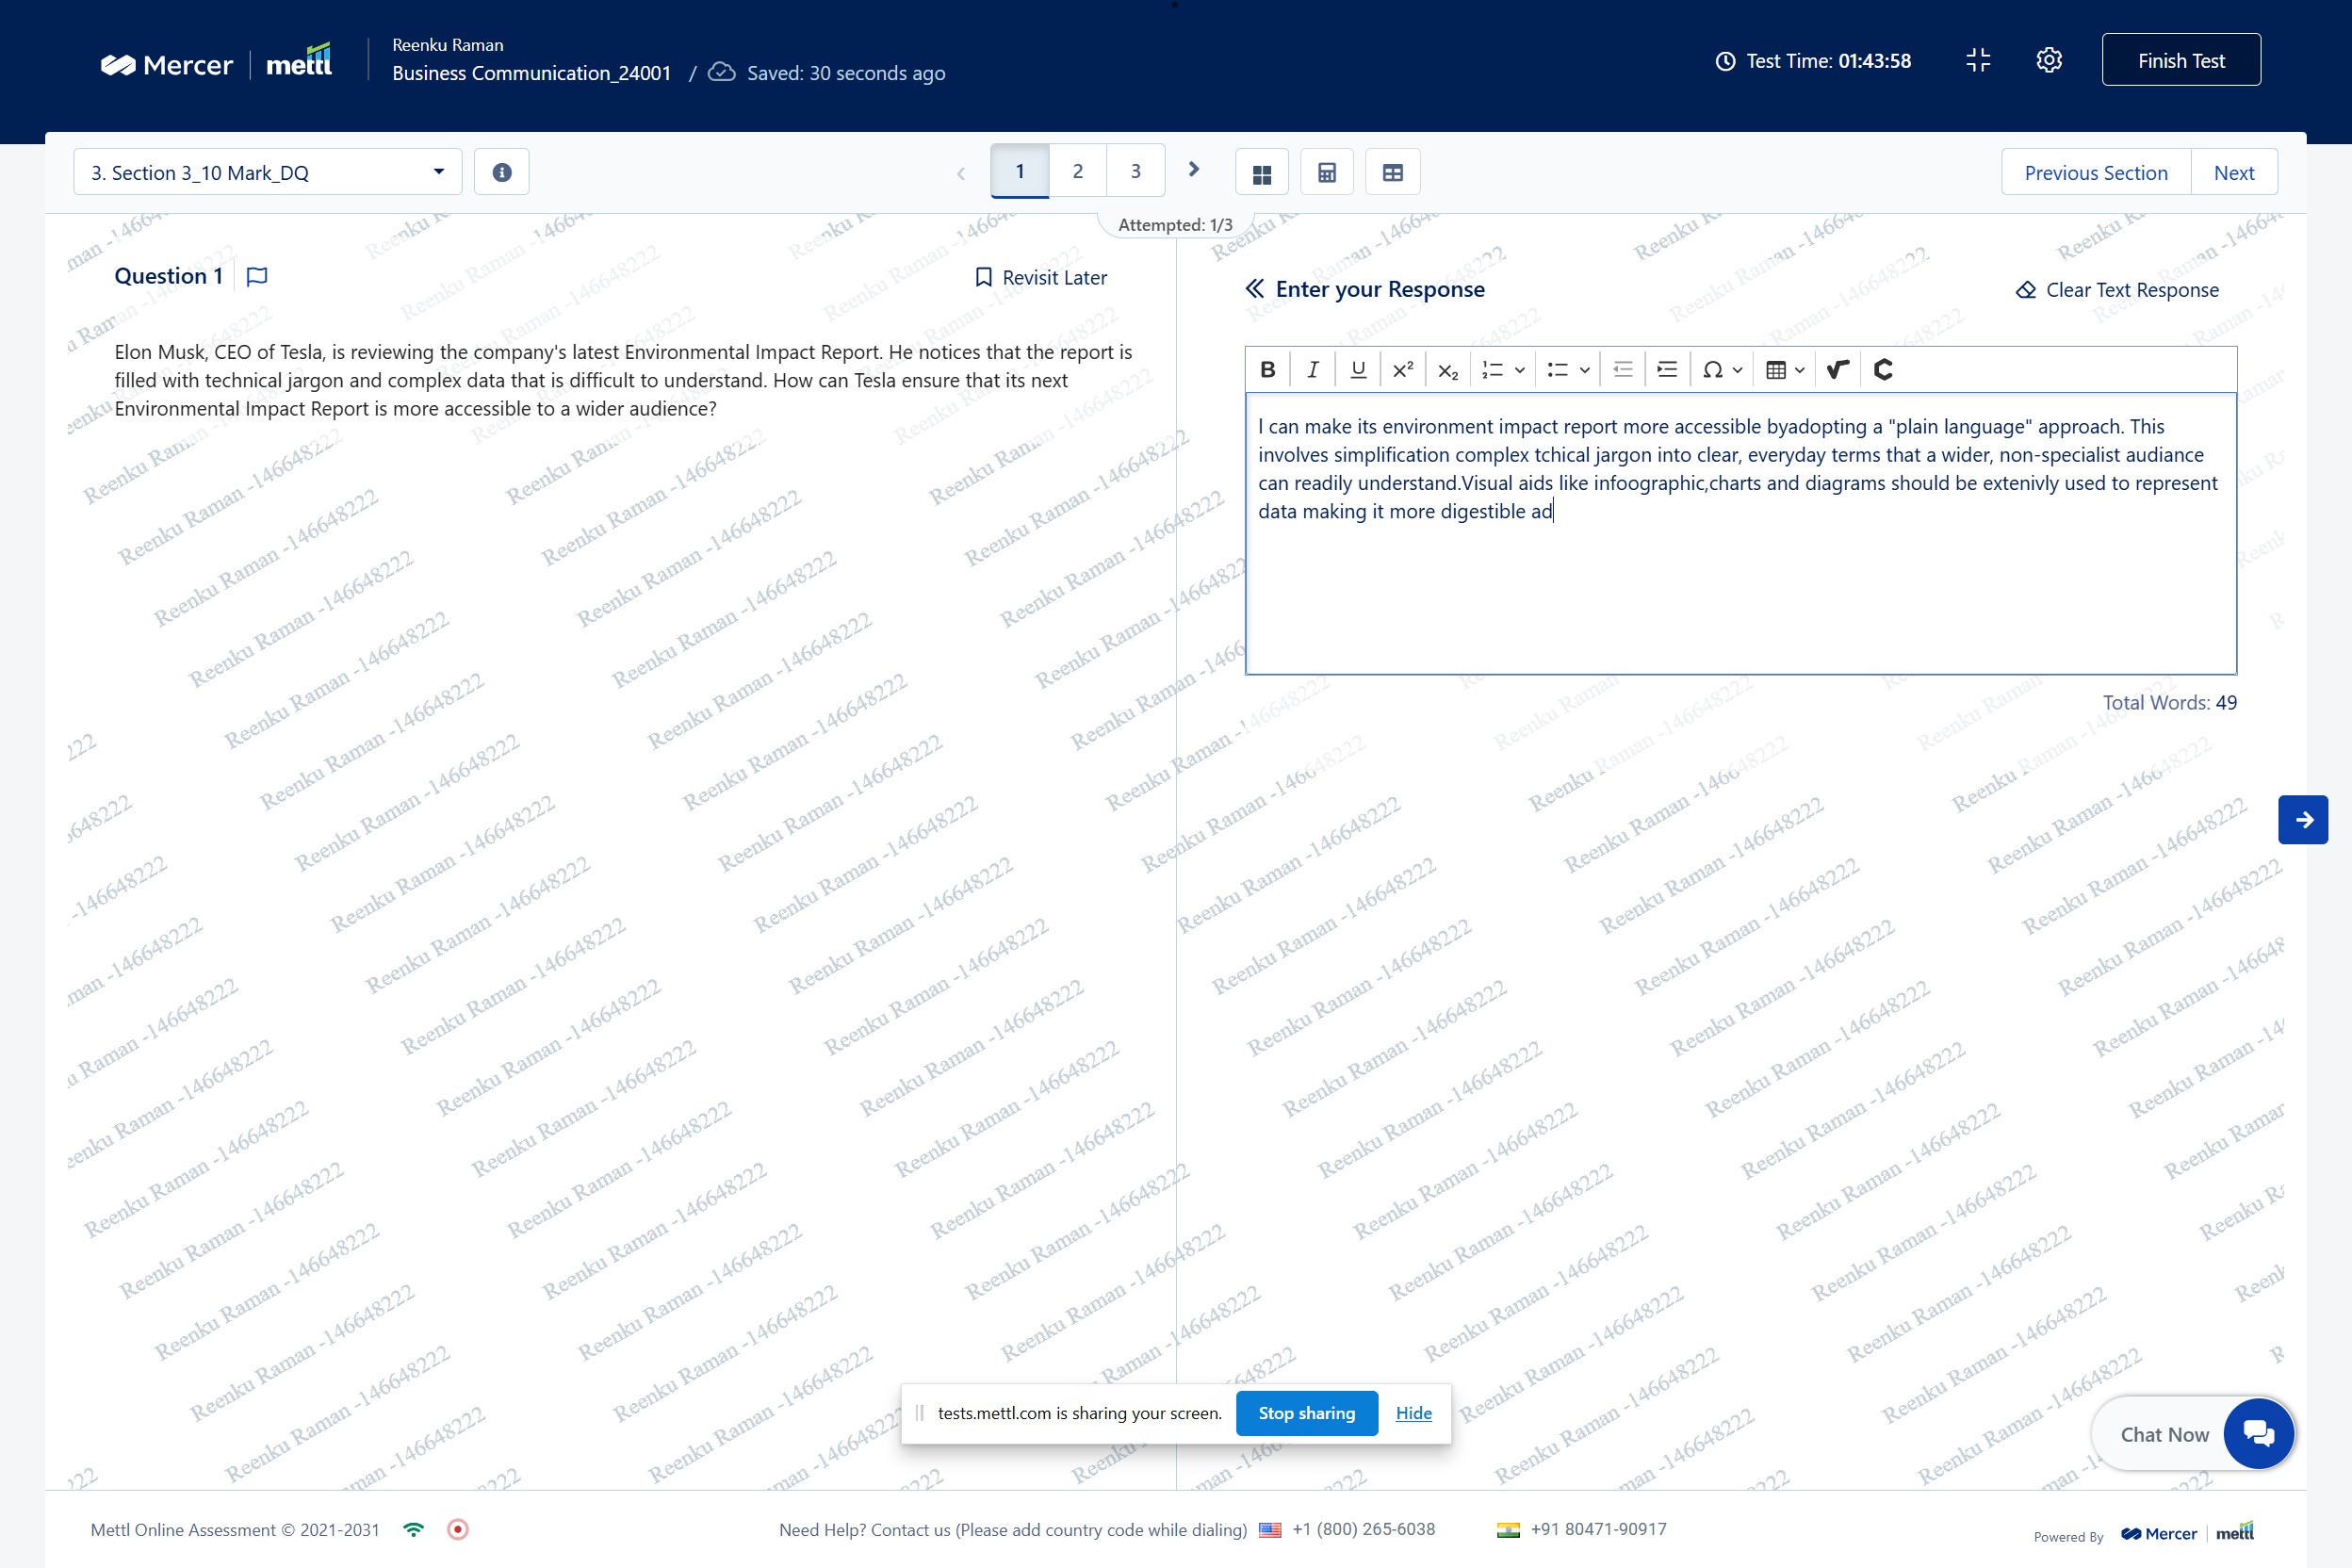 Mercer | mettl
Reenku Raman
Business Communication_24001 / Saved: 30 seconds ago
Test Time: 01:43:58
Finish Test
3. Section 3_10 Mark_DQ
1 2 3
Previous Section Next
Attempted: 1/3
Question 1
Revisit Later
Elon Musk, CEO of Tesla, is reviewing the company's latest Environmental Impact Report. He notices that the report is
filled with technical jargon and complex data that is difficult to understand. How can Tesla ensure that its next
Environmental Impact Report is more accessible to a wider audience?
Enter your Response
Clear Text Response
B I U x² x₂ Ω
I can make its environment impact report more accessible byadopting a "plain language" approach. This
involves simplification complex tchical jargon into clear, everyday terms that a wider, non-specialist audiance
can readily understand.Visual aids like infoographic,charts and diagrams should be extenivly used to represent
data making it more digestible ad
Total Words: 49
Reenku Raman -146648222
tests.mettl.com is sharing your screen. Stop sharing Hide
Chat Now
Mettl Online Assessment © 2021-2031
Need Help? Contact us (Please add country code while dialing) +1 (800) 265-6038 +91 80471-90917
Powered By Mercer | mettl